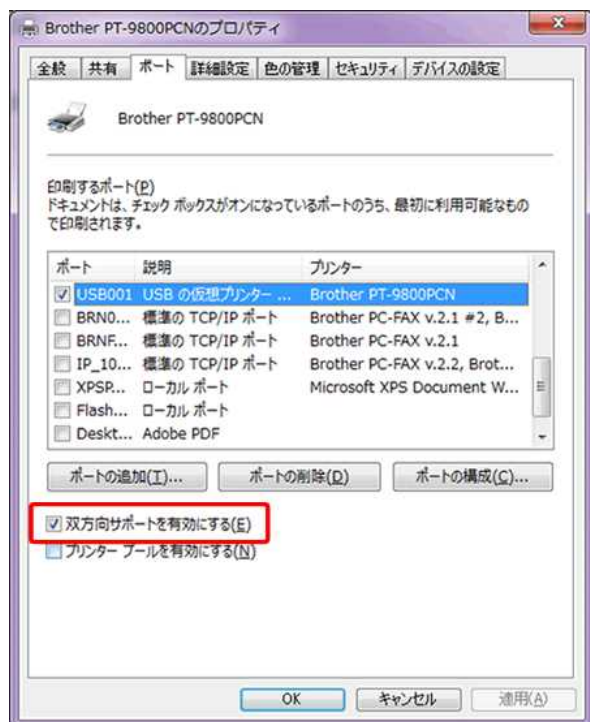 Brother PT-9800PCNのプロパティ
全般 共有 ポート 詳細設定 色の管理 セキュリティ デバイスの設定
Brother PT-9800PCN
印刷するポート(P)
ドキュメントは、チェック ボックスがオンになっているポートのうち、最初に利用可能なもの
で印刷されます。
ポート 説明 プリンター
USB001 USB の仮想プリンター ... Brother PT-9800PCN
BRN0... 標準の TCP/IP ポート Brother PC-FAX v.2.1 #2, B...
BRNF... 標準の TCP/IP ポート Brother PC-FAX v.2.1
IP_10... 標準の TCP/IP ポート Brother PC-FAX v.2.2, Brot...
XPSP... ローカル ポート Microsoft XPS Document W...
Flash... ローカル ポート
Deskt... Adobe PDF
ポートの追加(T)... ポートの削除(D) ポートの構成(C)...
双方向サポートを有効にする(E)
プリンター プールを有効にする(N)
OK キャンセル 適用(A)